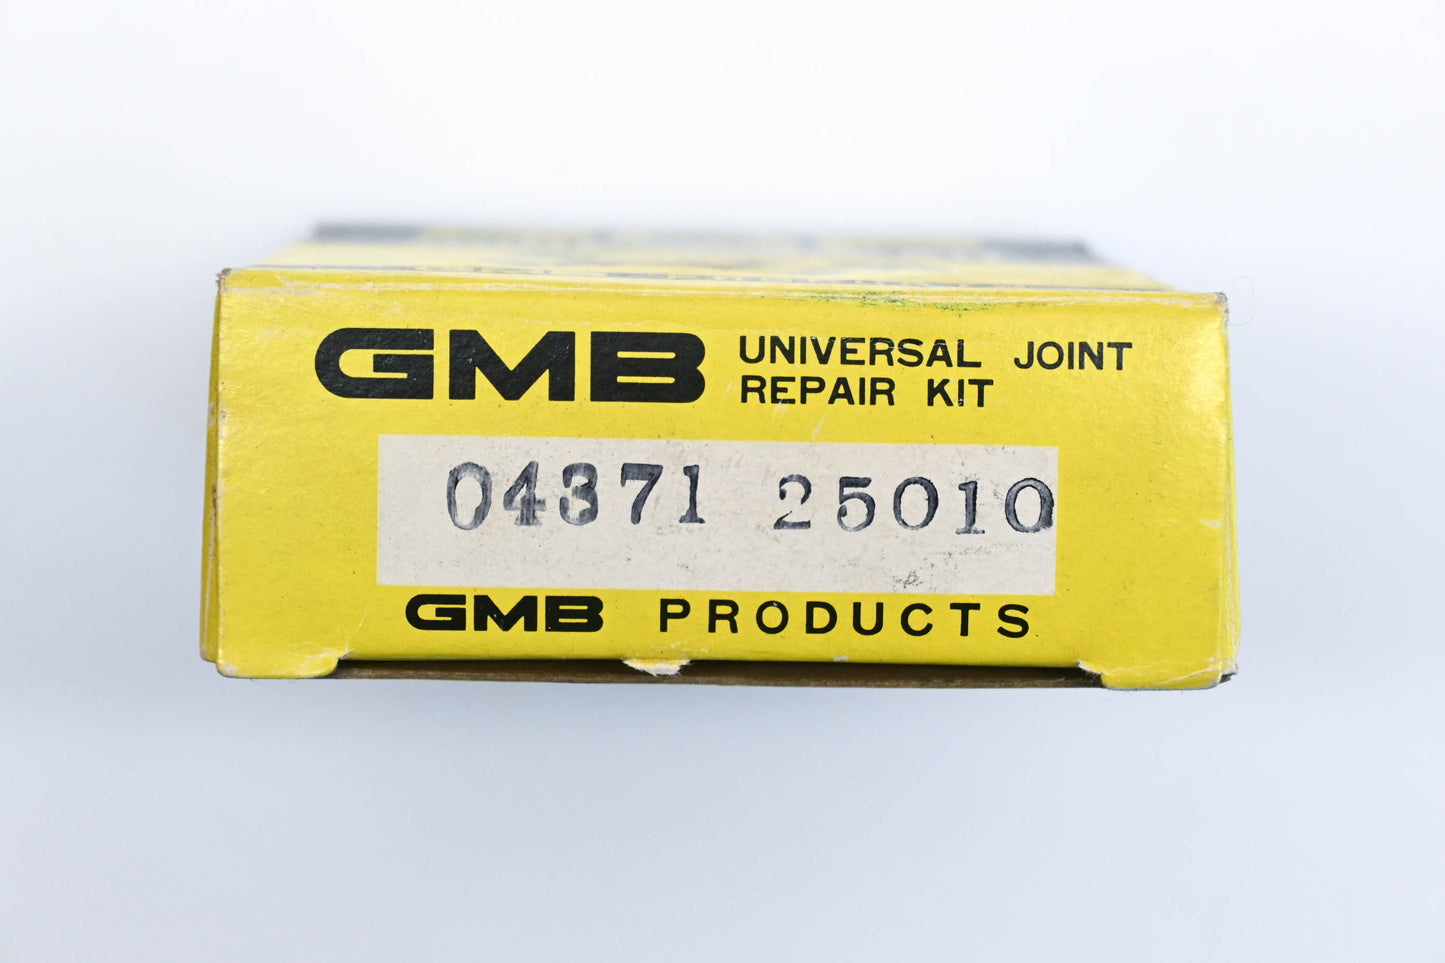 GMB UNIVERSAL JOINT
REPAIR KIT
04371 25010
GMB PRODUCTS